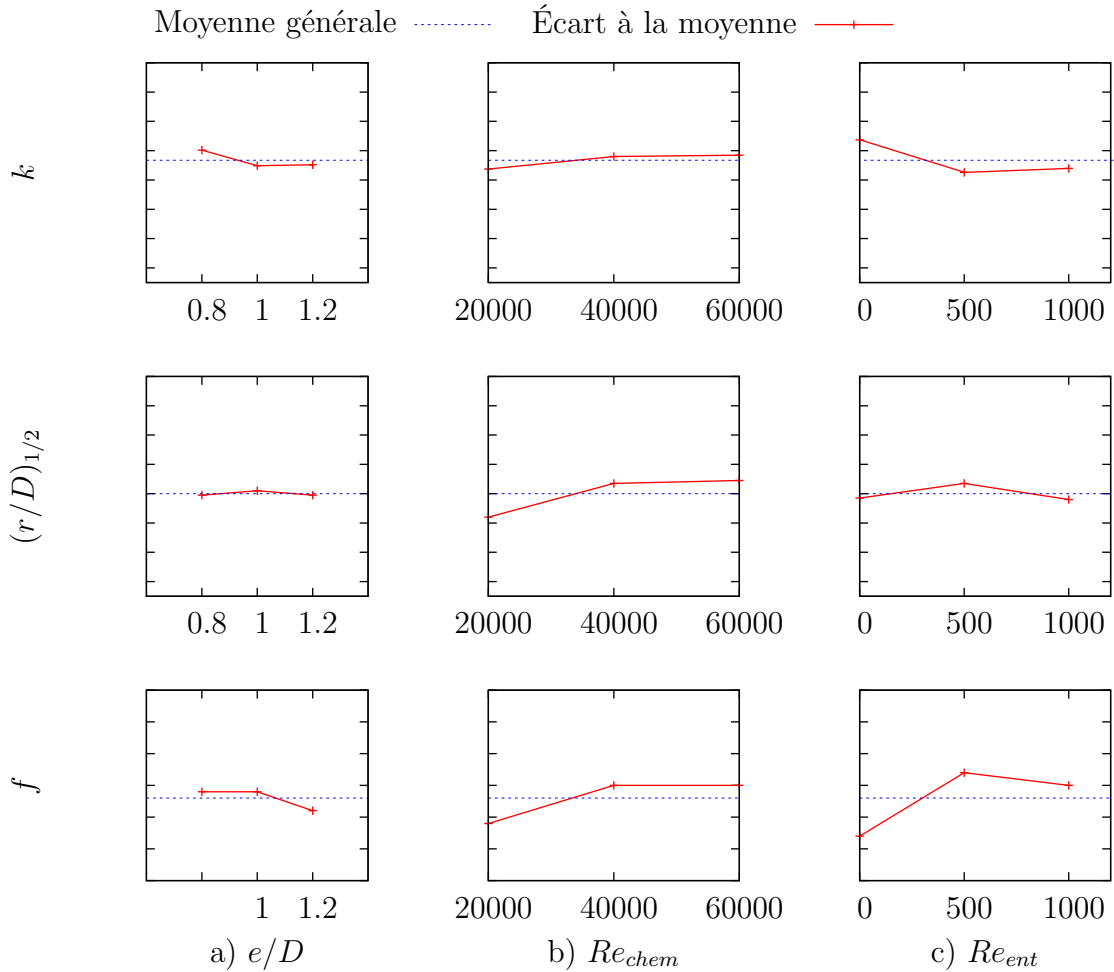 Moyenne générale Écart à la moyenne
k
0.8 1 1.2 20000 40000 60000 0 500 1000
(r/D)1/2
0.8 1 1.2 20000 40000 60000 0 500 1000
f
1 1.2 20000 40000 60000 0 500 1000
a) e/D b) Rechem c) Reent